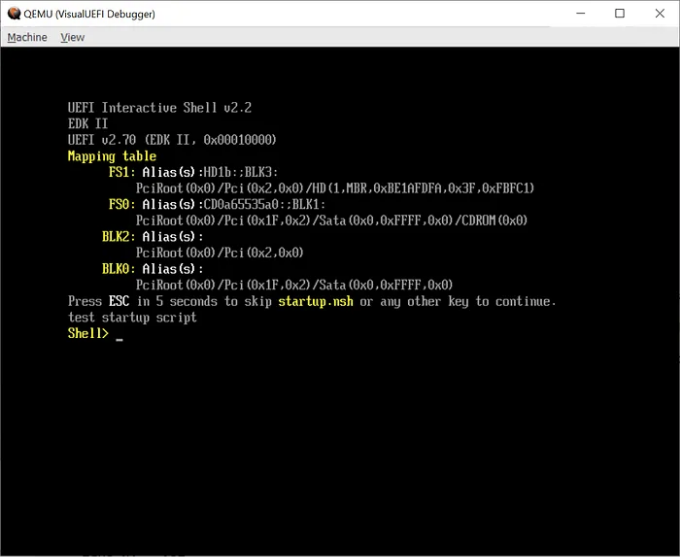 QEMU (VisualUEFI Debugger)
Machine View
UEFI Interactive Shell v2.2
EDK II
UEFI v2.70 (EDK II, 0x00010000)
Mapping table
FS1: Alias(s):HD1b:;BLK3:
PciRoot(0x0)/Pci(0x2,0x0)/HD(1,MBR,0xBE1AFDFA,0x3F,0xFBFC1)
FS0: Alias(s):CD0a65535a0:;BLK1:
PciRoot(0x0)/Pci(0x1F,0x2)/Sata(0x0,0xFFFF,0x0)/CDROM(0x0)
BLK2: Alias(s):
PciRoot(0x0)/Pci(0x2,0x0)
BLK0: Alias(s):
PciRoot(0x0)/Pci(0x1F,0x2)/Sata(0x0,0xFFFF,0x0)
Press ESC in 5 seconds to skip startup.nsh or any other key to continue.
test startup script
Shell> _